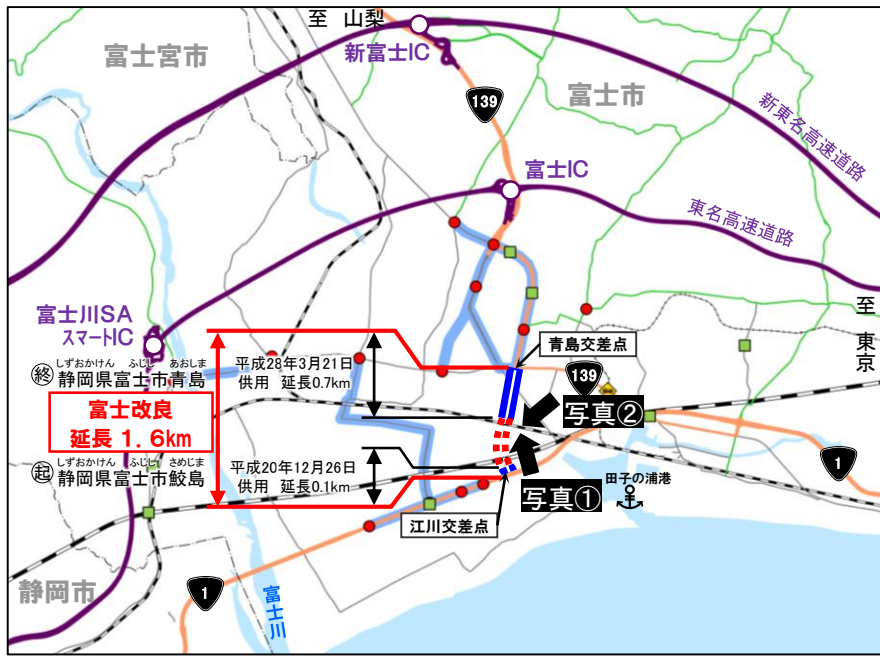 至 山梨
富士宮市
新富士IC
139
富士市
新東名高速道路
富士IC
東名高速道路
至 東京
富士川SA
スマートIC
青島交差点
しずおかけん ふじし あおしま
終 静岡県富士市青島
平成28年3月21日
供用 延長0.7km
139
写真②
富士改良
延長 1.6km
しずおかけん ふじし さめじま
起 静岡県富士市鮫島
平成20年12月26日
供用 延長0.1km
写真①
田子の浦港
1
江川交差点
静岡市
1
富士川